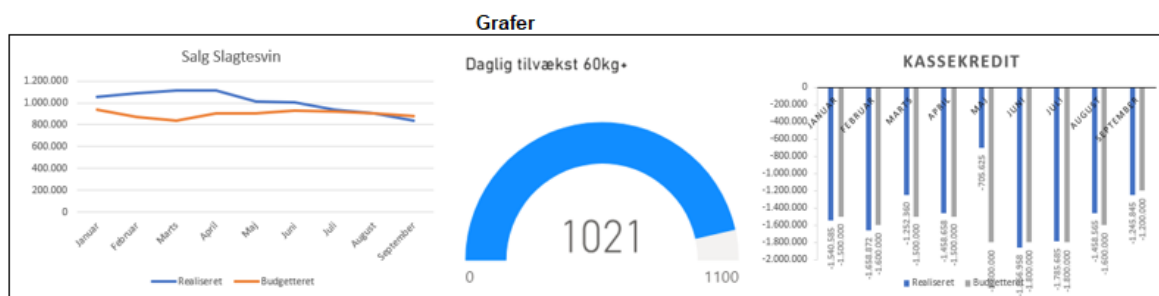 Grafer
Salg Slagtesvin
1.200.000
1.000.000
800.000
600.000
400.000
200.000
0
Januar
Februar
Marts
April
Maj
Juni
Juli
August
September
Realiseret
Budgetteret
Daglig tilvækst 60kg+
1021
0
1100
KASSEKREDIT
0
-200.000
-400.000
-600.000
-800.000
-1.000.000
-1.200.000
-1.400.000
-1.600.000
-1.800.000
-2.000.000
JANUAR
FEBRUAR
MARTS
APRIL
MAJ
JUNI
JULI
AUGUST
SEPTEMBER
-1.540.585
-1.500.000
-1.658.872
-1.600.000
-1.252.360
-1.500.000
-1.458.658
-1.500.000
-705.625
-1.800.000
-1.785.685
-1.800.000
-1.458.565
-1.600.000
-1.245.845
-1.200.000
Realiseret
Budgetteret